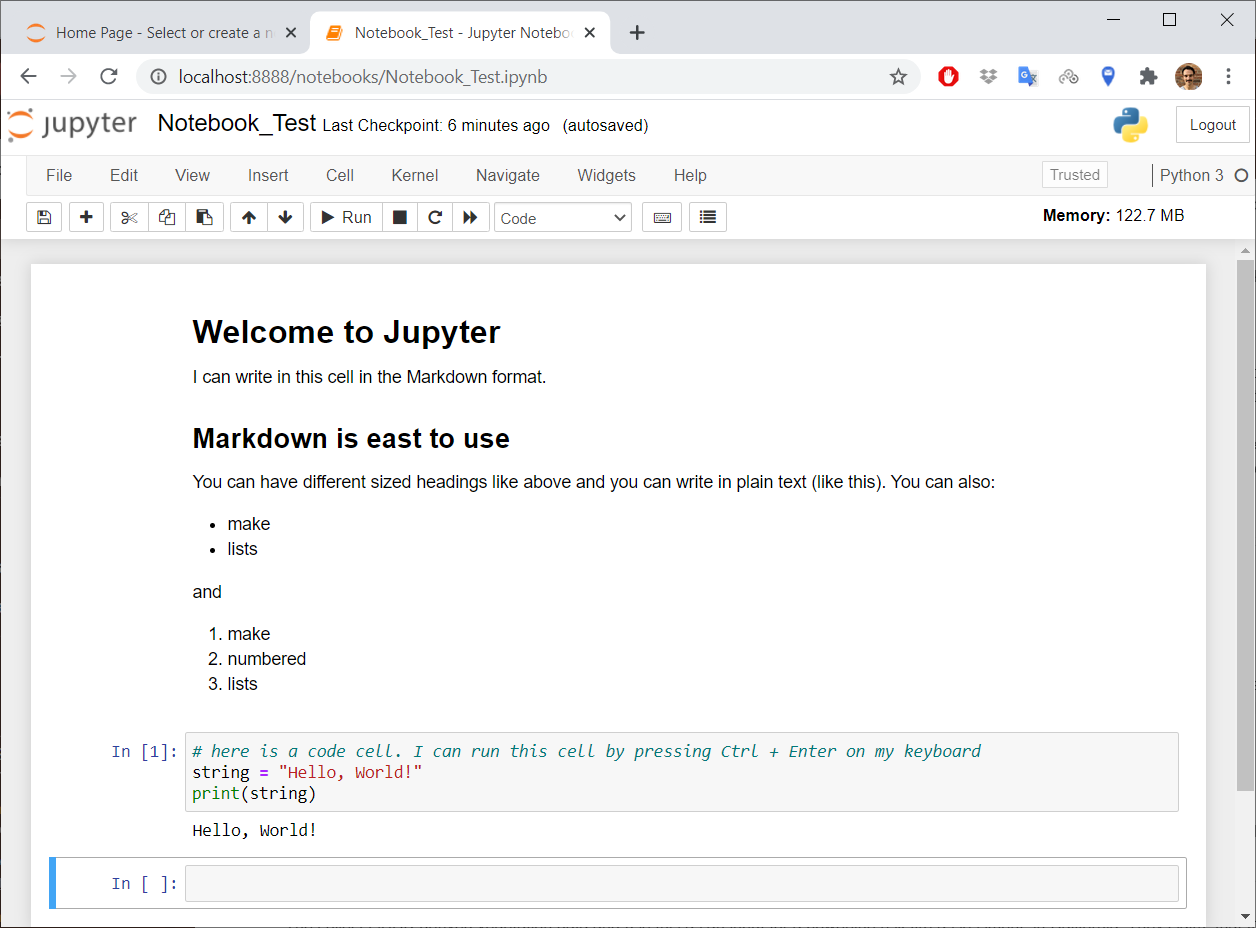 Home Page - Select or create a n
Notebook_Test - Jupyter Notebo
localhost:8888/notebooks/Notebook_Test.ipynb
jupyter Notebook_Test Last Checkpoint: 6 minutes ago (autosaved)
Logout
File Edit View Insert Cell Kernel Navigate Widgets Help
Trusted
Python 3
Run
Code
Memory: 122.7 MB
Welcome to Jupyter
I can write in this cell in the Markdown format.
Markdown is east to use
You can have different sized headings like above and you can write in plain text (like this). You can also:
• make
• lists
and
1. make
2. numbered
3. lists
In [1]: # here is a code cell. I can run this cell by pressing Ctrl + Enter on my keyboard
string = "Hello, World!"
print(string)
Hello, World!
In [ ]: